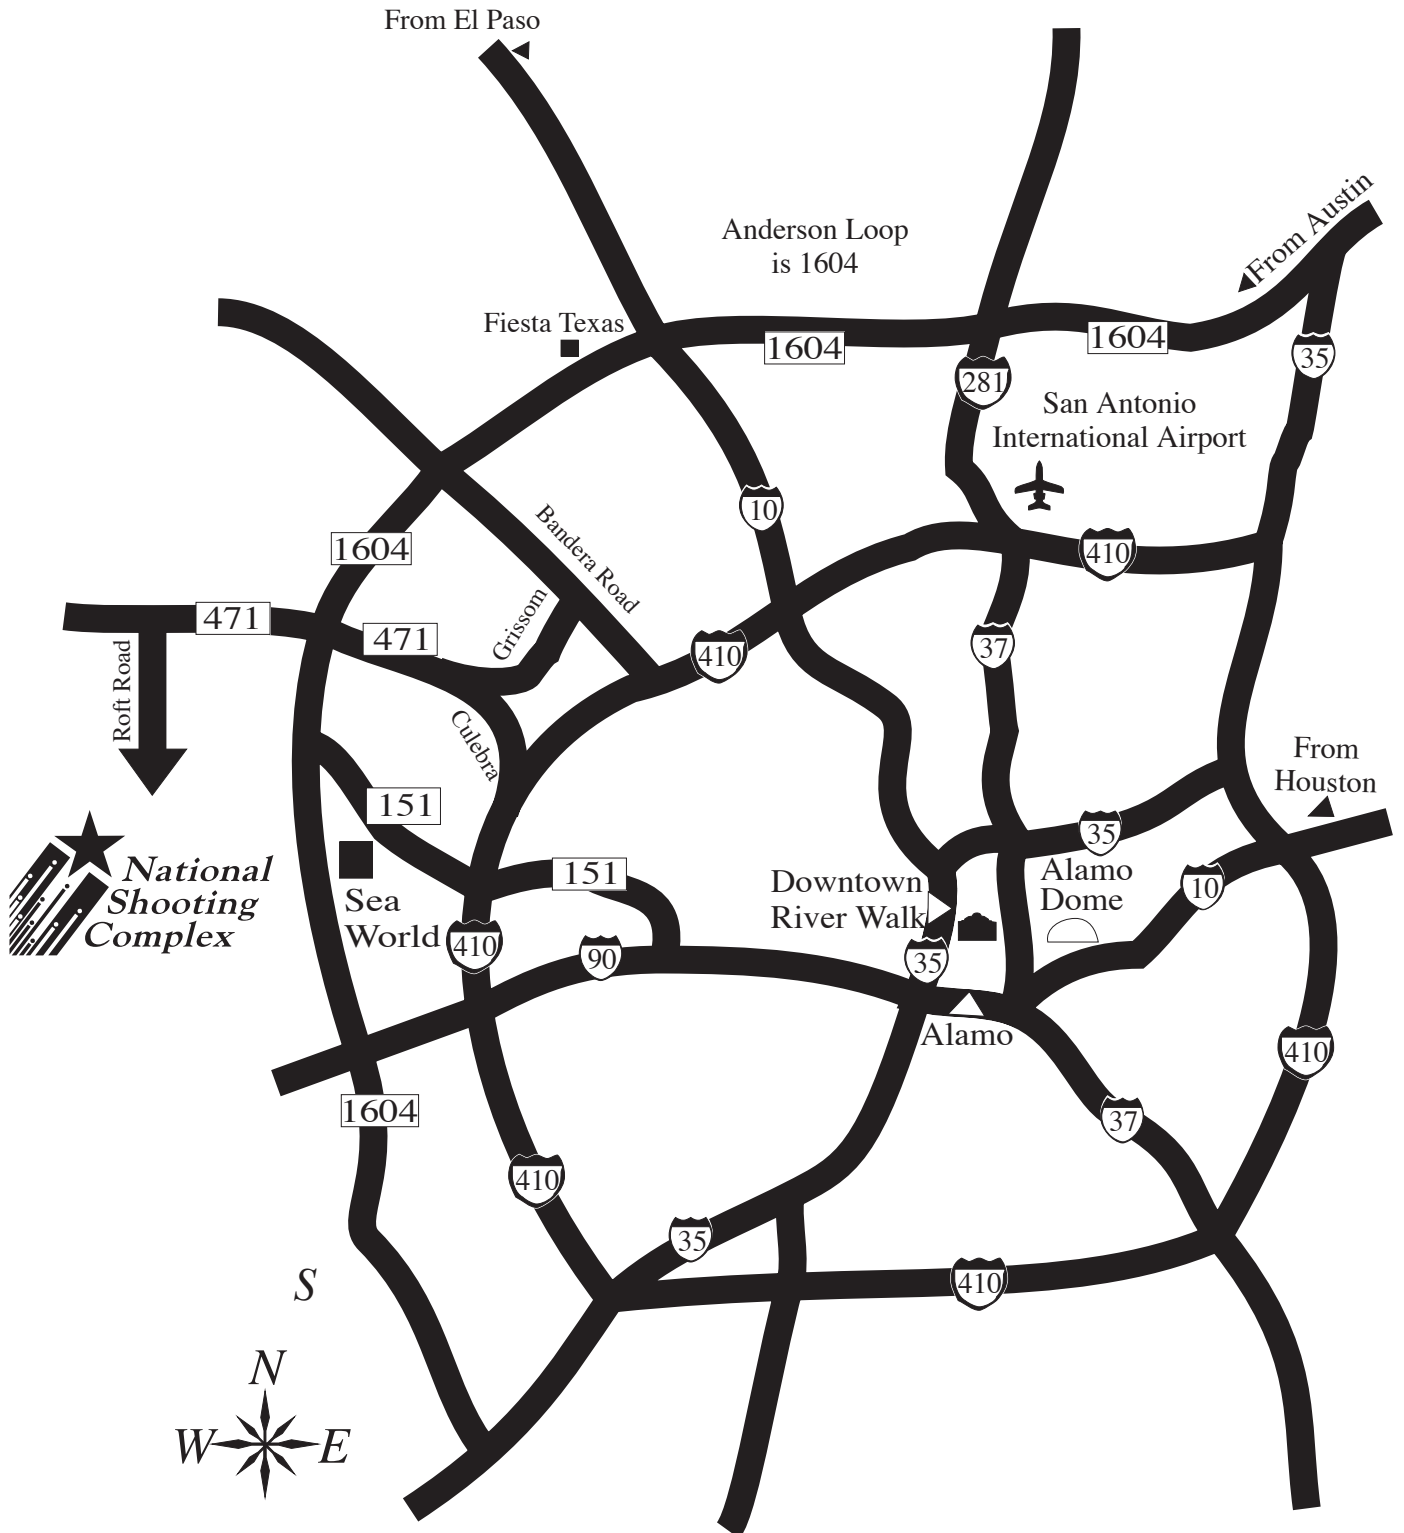 From El Paso
From Austin
Anderson Loop
is 1604
Fiesta Texas
1604
1604
35
281
San Antonio
International Airport
10
Bandera Road
1604
410
471
471
Grissom
410
37
Roft Road
Culebra
From
Houston
151
35
National
Shooting
Complex
Sea
World
151
Downtown
River Walk
Alamo
Dome
10
410
90
35
Alamo
410
1604
37
410
35
410
S
N
W
E